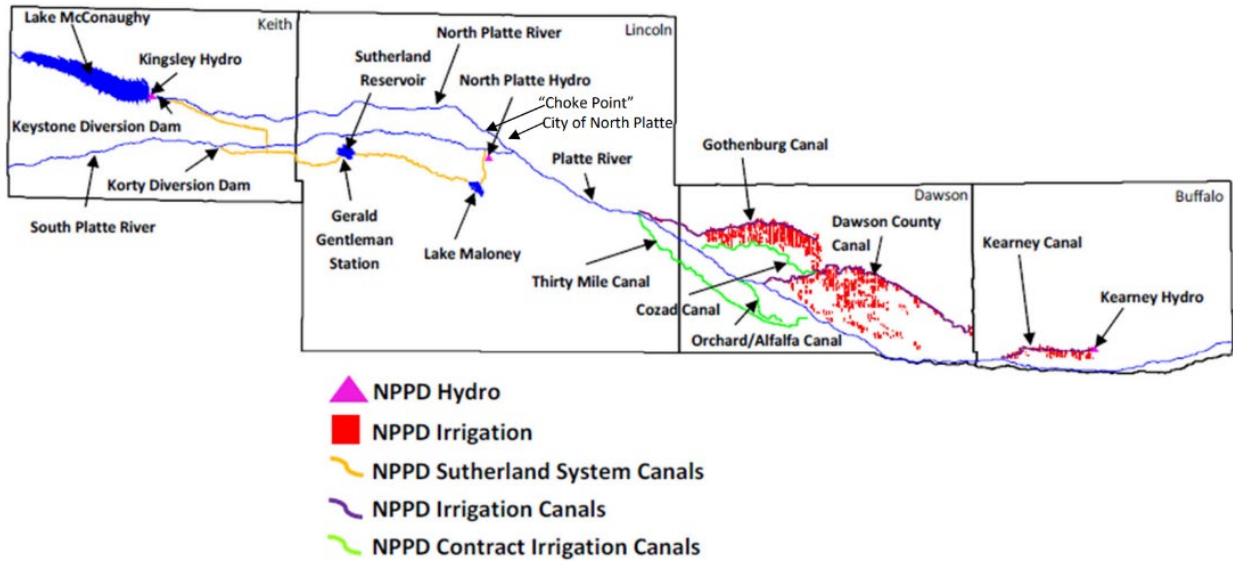 Lake McConaughy
Keith
Kingsley Hydro
Keystone Diversion Dam
Korty Diversion Dam
South Platte River
Lincoln
North Platte River
Sutherland
Reservoir
North Platte Hydro
“Choke Point”
City of North Platte
Platte River
Gerald
Gentleman
Station
Lake Maloney
Thirty Mile Canal
Gothenburg Canal
Dawson
Dawson County
Canal
Cozad Canal
Orchard/Alfalfa Canal
Buffalo
Kearney Canal
Kearney Hydro
NPPD Hydro
NPPD Irrigation
NPPD Sutherland System Canals
NPPD Irrigation Canals
NPPD Contract Irrigation Canals